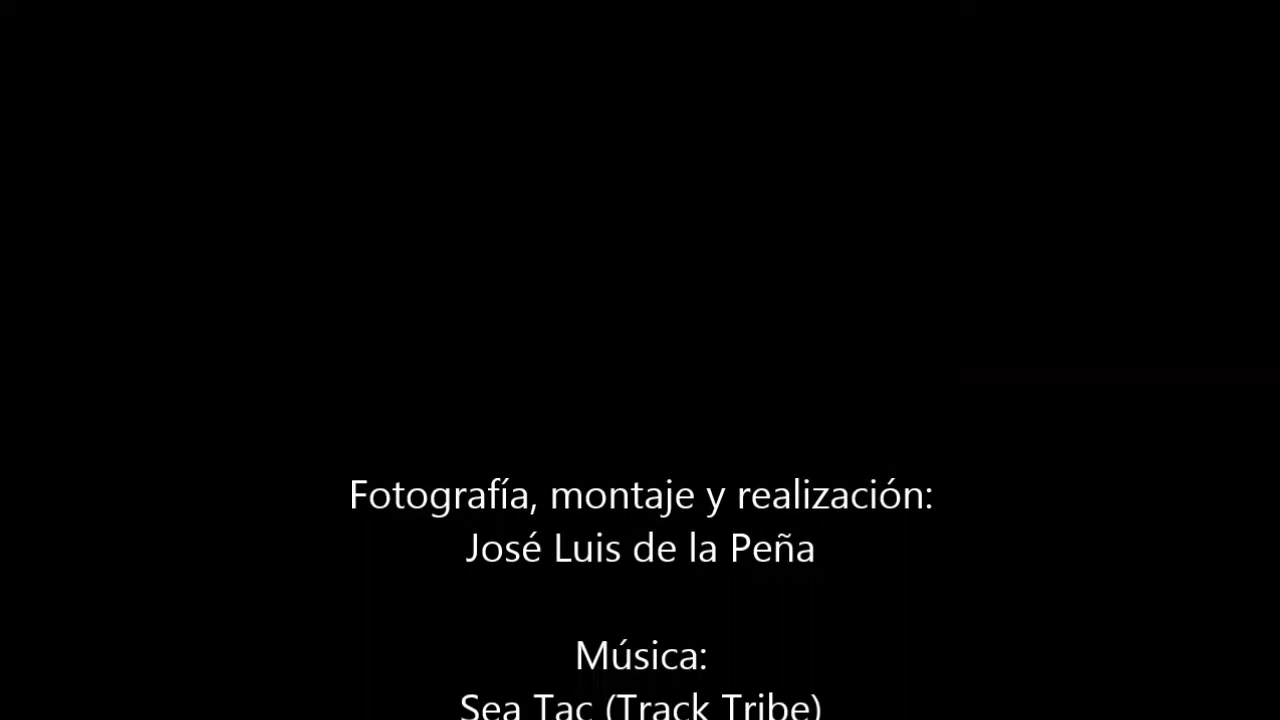 Fotografía, montaje y realización:
José Luis de la Peña
Música:
Sea Tac (Track Tribe)